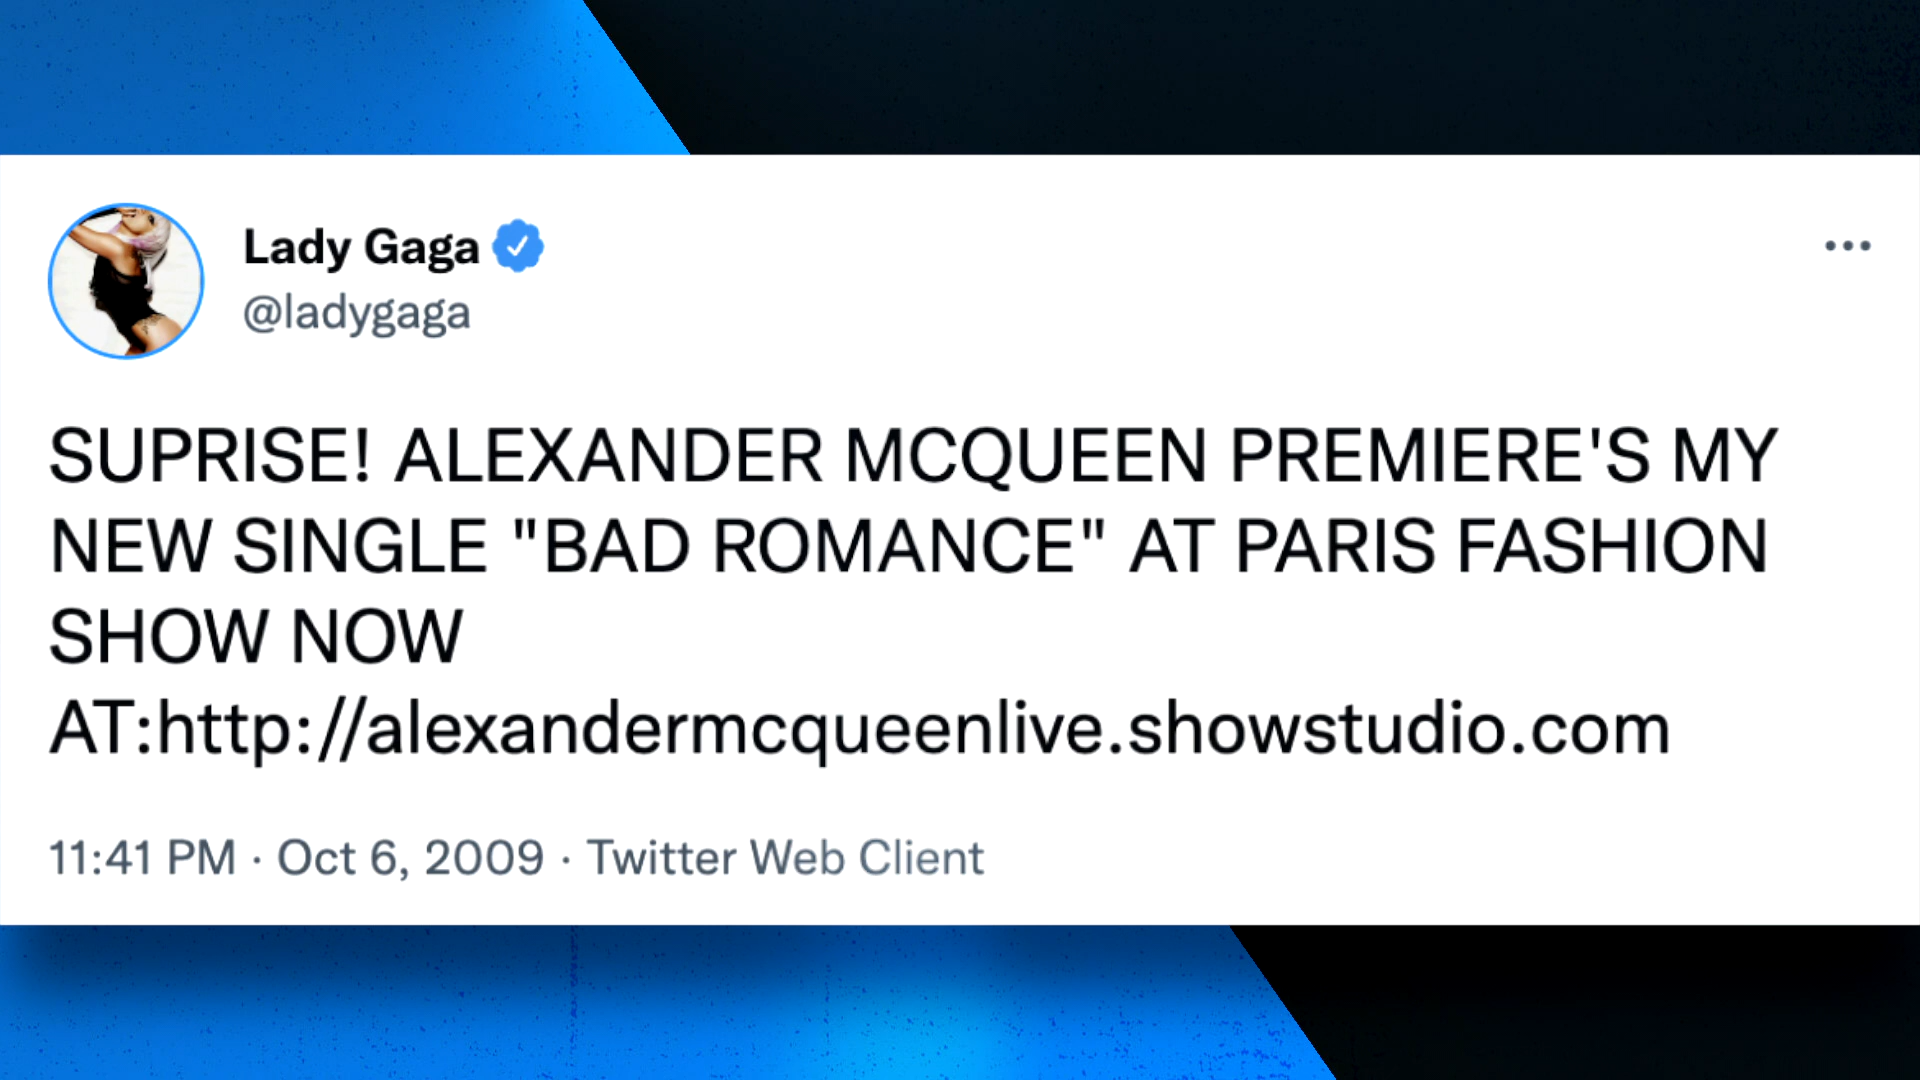 Lady Gaga
@ladygaga
SUPRISE! ALEXANDER MCQUEEN PREMIERE'S MY
NEW SINGLE "BAD ROMANCE" AT PARIS FASHION
SHOW NOW
AT:http://alexandermcqueenlive.showstudio.com
11:41 PM · Oct 6, 2009 · Twitter Web Client